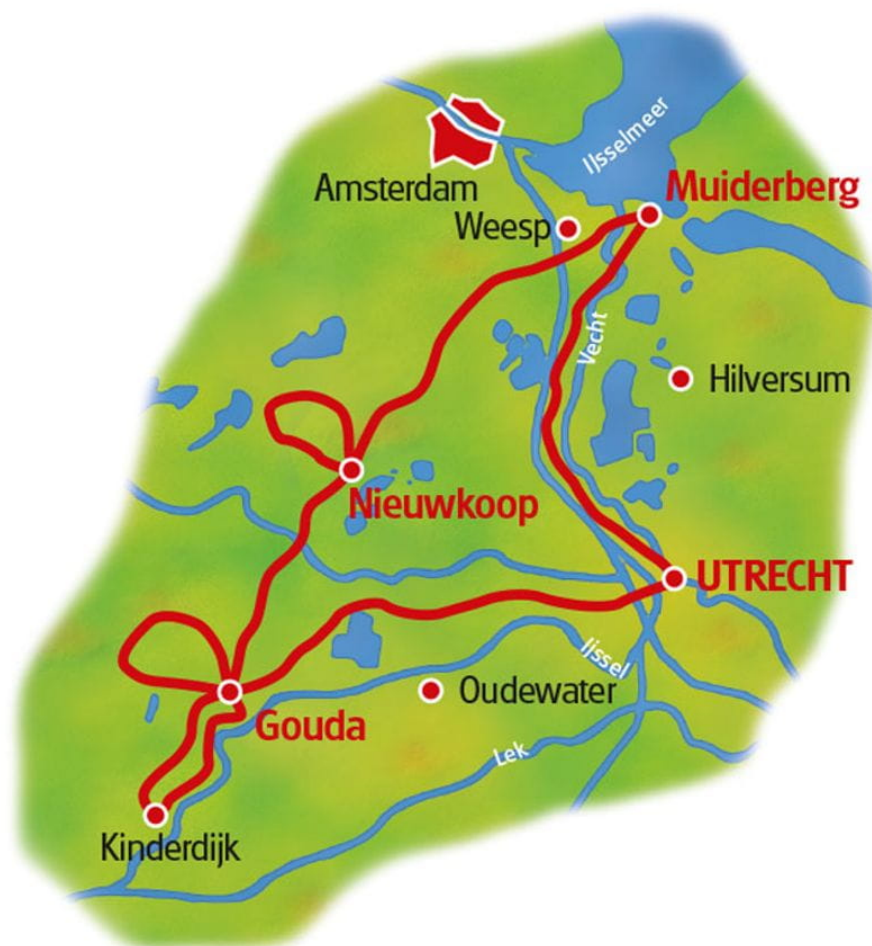 IJsselmeer
Amsterdam
Muiderberg
Weesp
Vecht
Hilversum
Nieuwkoop
UTRECHT
IJssel
Oudewater
Gouda
Lek
Kinderdijk